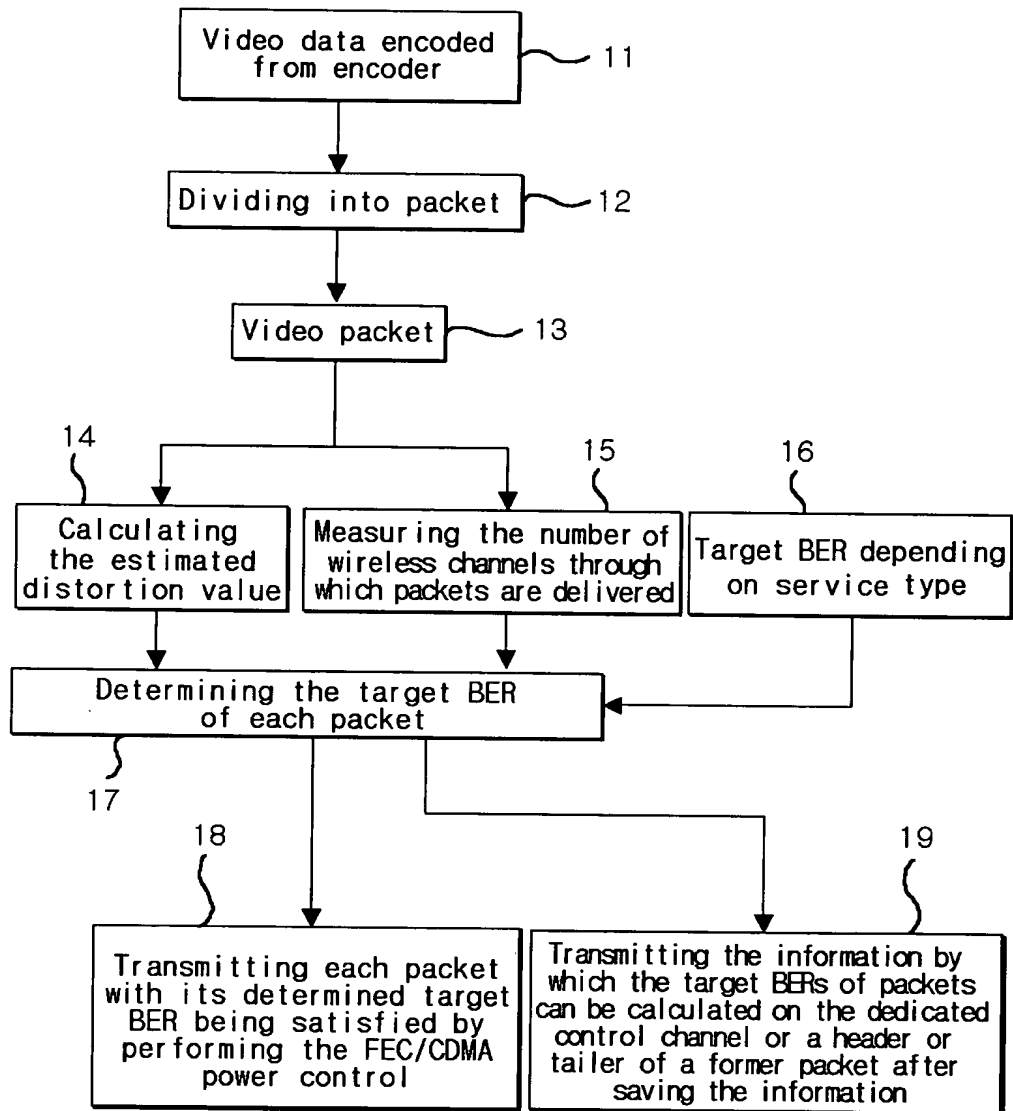 Video data encoded
from encoder
11
Dividing into packet
12
Video packet
13
14
15
16
Calculating
the estimated
distortion value
Measuring the number of
wireless channels through
which packets are delivered
Target BER depending
on service type
Determining the target BER
of each packet
17
18
19
Transmitting each packet
with its determined target
BER being satisfied by
performing the FEC/CDMA
power control
Transmitting the information by
which the target BERs of packets
can be calculated on the dedicated
control channel or a header or
tailer of a former packet after
saving the information